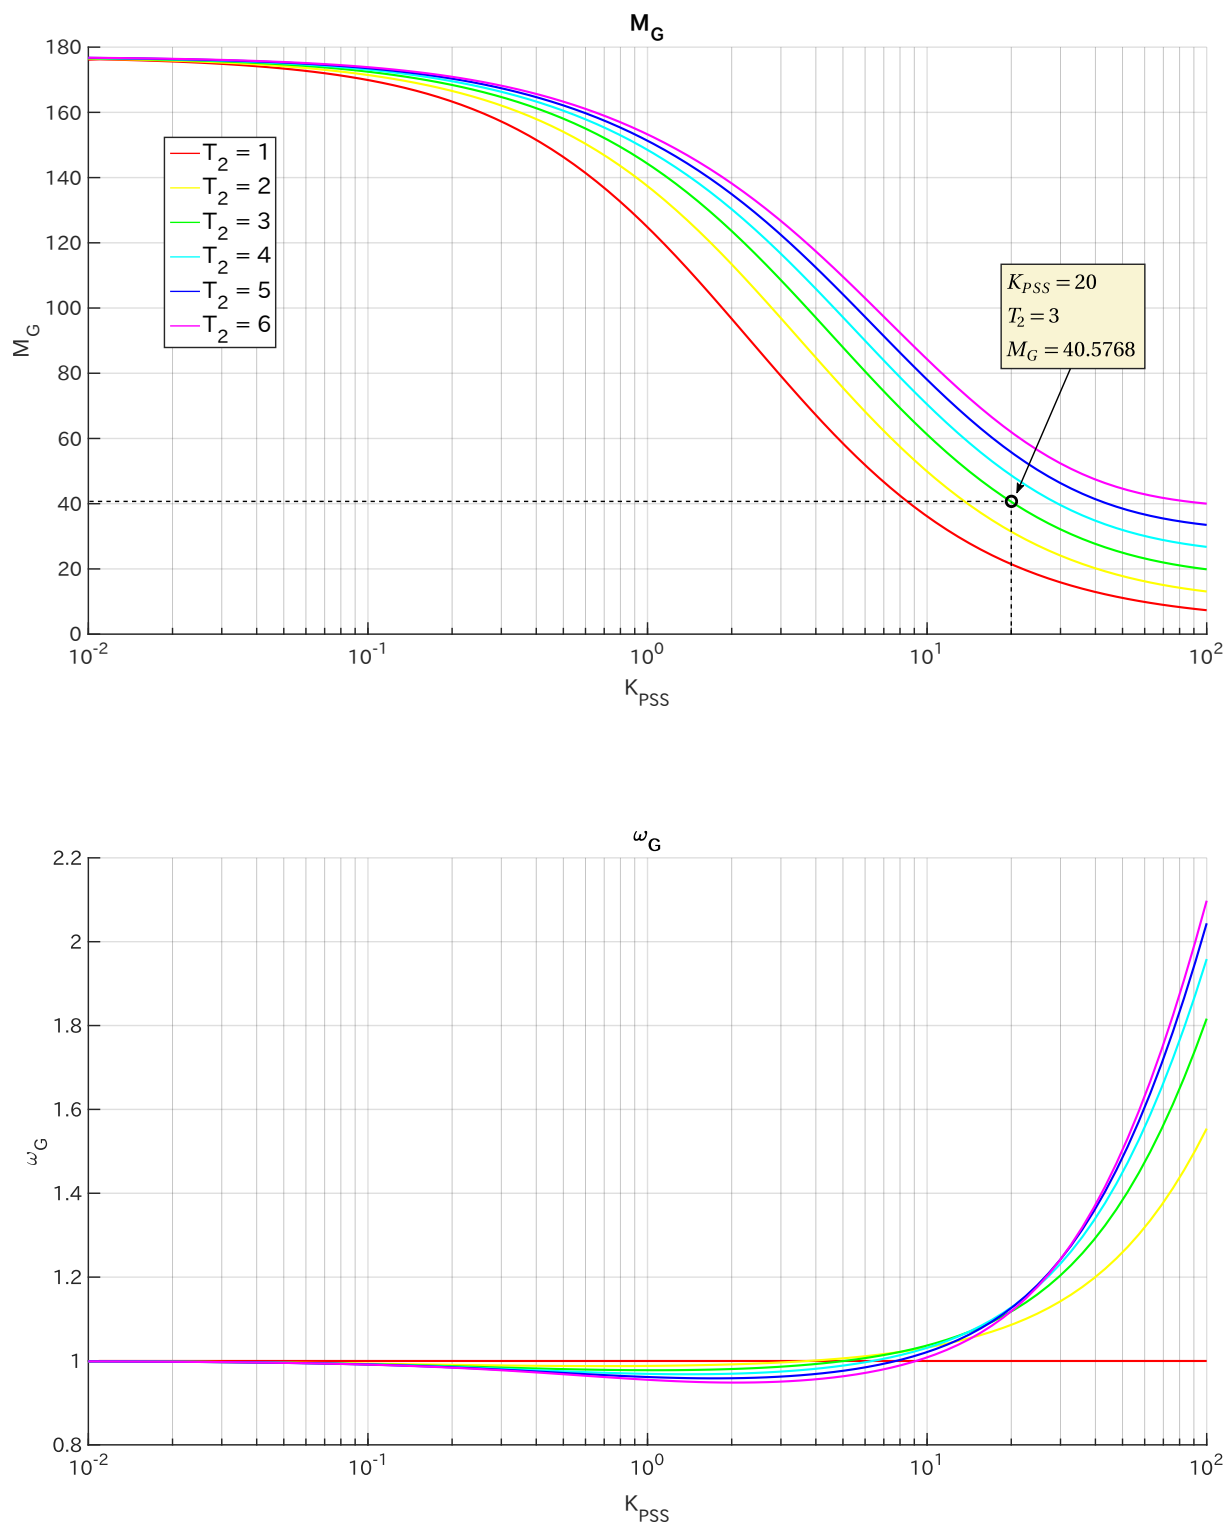 M_G
180
160
140
120
100
80
60
40
20
0
M_G
T_2 = 1
T_2 = 2
T_2 = 3
T_2 = 4
T_2 = 5
T_2 = 6
K_PSS = 20
T_2 = 3
M_G = 40.5768
10^-2 10^-1 10^0 10^1 10^2
K_PSS
ω_G
2.2
2
1.8
1.6
1.4
1.2
1
0.8
ω_G
10^-2 10^-1 10^0 10^1 10^2
K_PSS